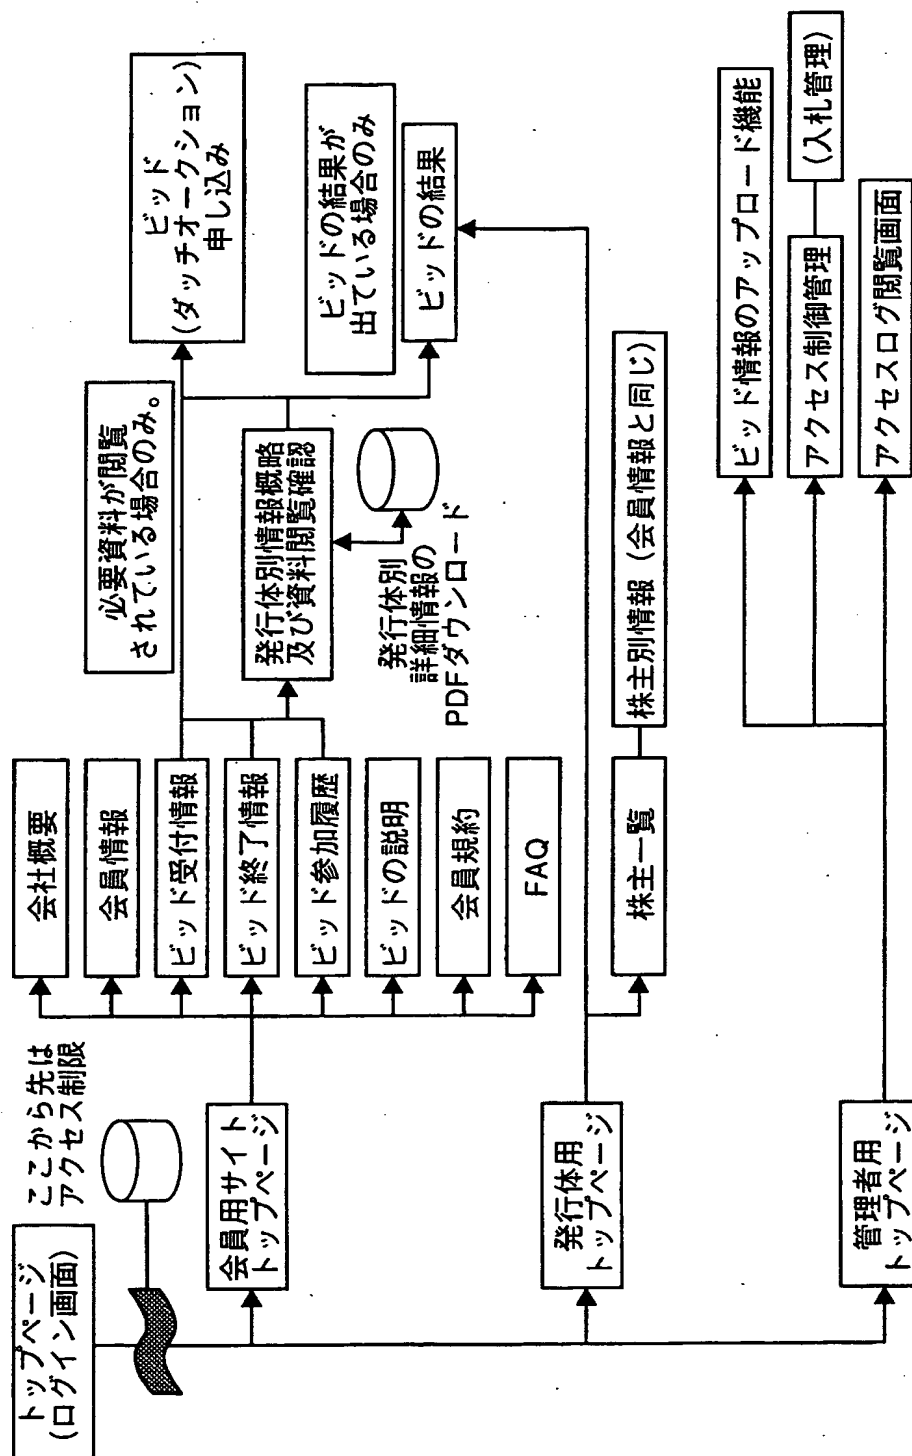 トップページ
(ログイン画面)
ここから先は
アクセス制限
会員用サイト
トップページ
会社概要
会員情報
ビッド受付情報
ビッド終了情報
ビッド参加履歴
ビッドの説明
会員規約
FAQ
必要資料が閲覧
されている場合のみ。
ビッド
(ダッチオークション)
申し込み
発行体別情報概略
及び資料閲覧確認
発行体別
詳細情報の
PDFダウンロード
ビッドの結果が
出ている場合のみ
ビッドの結果
発行体用
トップページ
株主一覧
株主別情報(会員情報と同じ)
管理者用
トップページ
ビッド情報のアップロード機能
アクセス制御管理
(入札管理)
アクセスログ閲覧画面